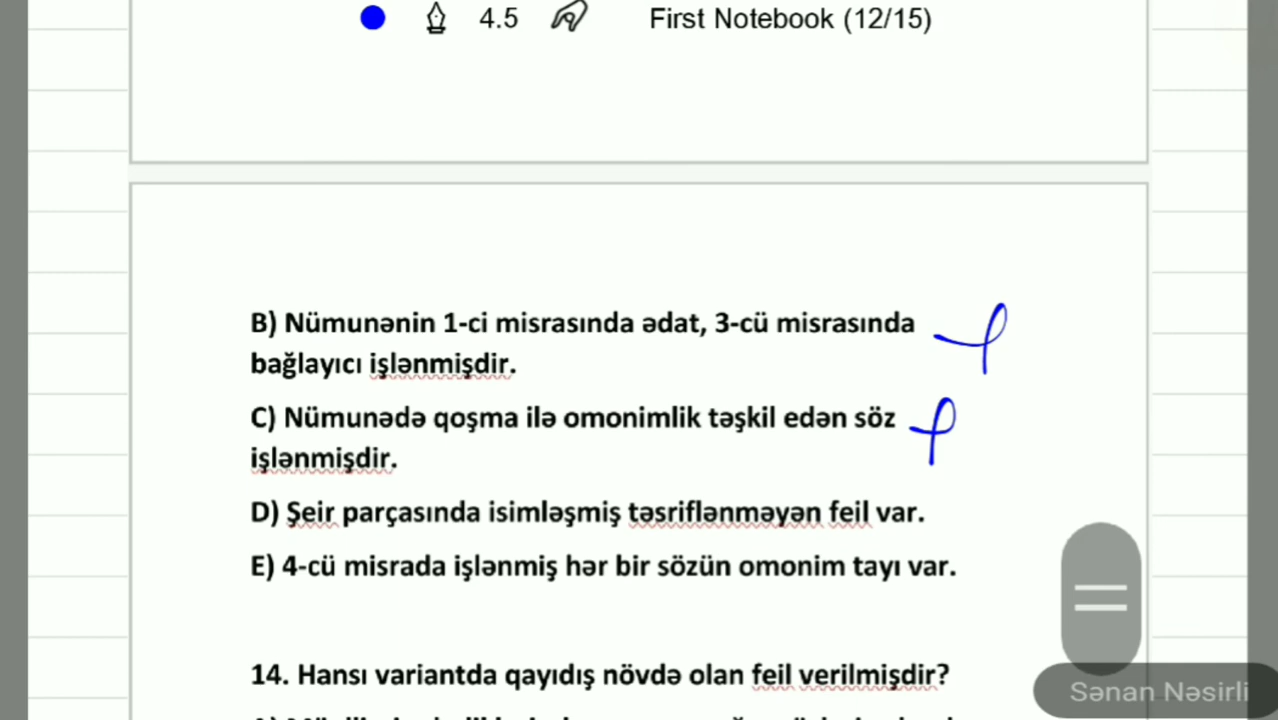 4.5 First Notebook (12/15)
B) Nümunənin 1-ci misrasında ədat, 3-cü misrasında
bağlayıcı işlənmişdir.
C) Nümunədə qoşma ilə omonimlik təşkil edən söz
işlənmişdir.
D) Şeir parçasında isimləşmiş təsriflənməyən feil var.
E) 4-cü misrada işlənmiş hər bir sözün omonim tayı var.
14. Hansı variantda qayıdış növdə olan feil verilmişdir?
Sənan Nəsirli